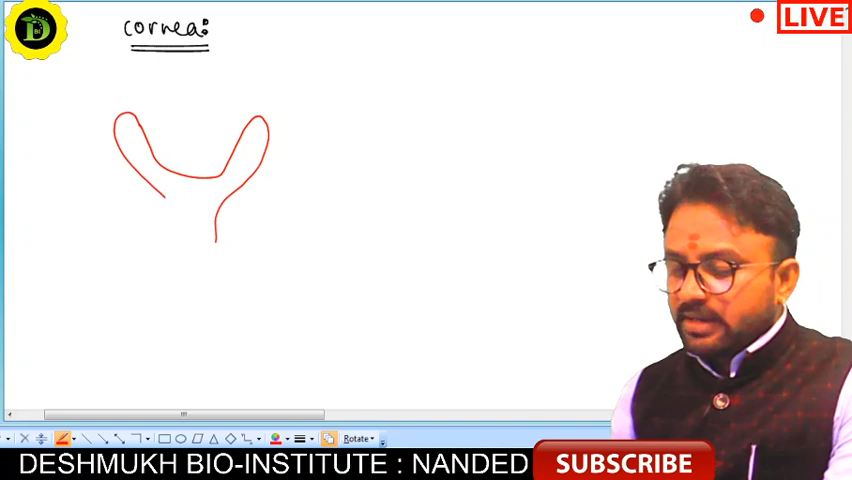 cornea:
LIVE
D
Rotate
DESHMUKH BIO-INSTITUTE : NANDED
SUBSCRIBE